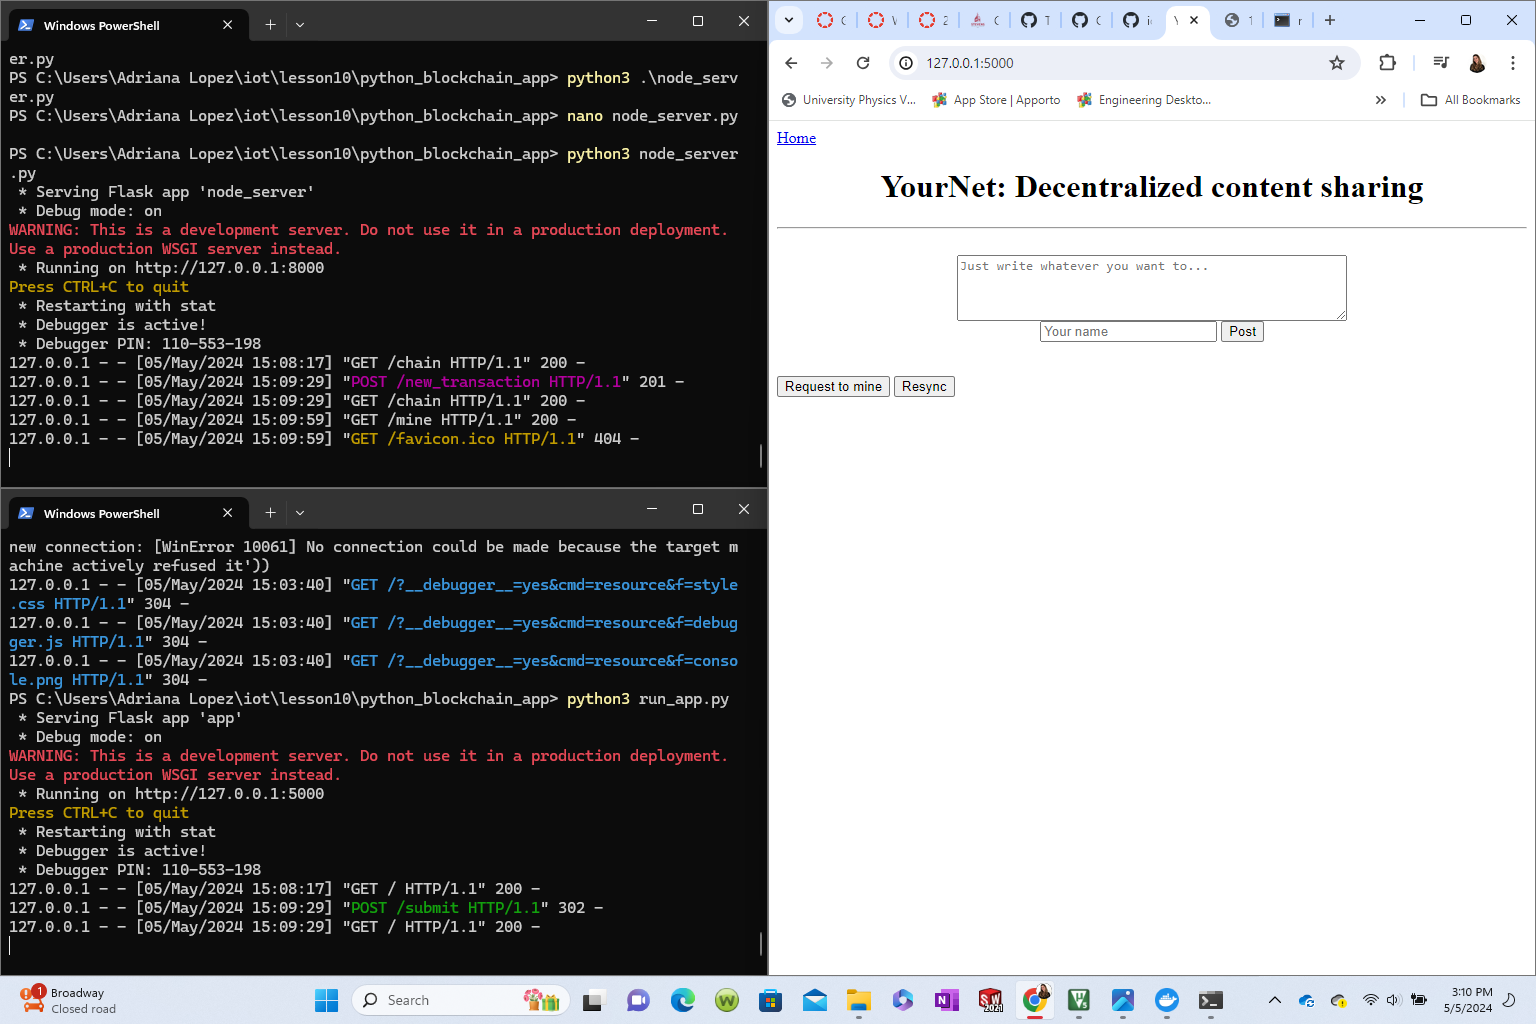 Windows PowerShell
er.py
PS C:\Users\Adriana Lopez\iot\lesson10\python_blockchain_app> python3 .\node_serv
er.py
PS C:\Users\Adriana Lopez\iot\lesson10\python_blockchain_app> nano node_server.py
PS C:\Users\Adriana Lopez\iot\lesson10\python_blockchain_app> python3 node_server
.py
* Serving Flask app 'node_server'
* Debug mode: on
WARNING: This is a development server. Do not use it in a production deployment.
Use a production WSGI server instead.
* Running on http://127.0.0.1:8000
Press CTRL+C to quit
* Restarting with stat
* Debugger is active!
* Debugger PIN: 110-553-198
127.0.0.1 - - [05/May/2024 15:08:17] "GET /chain HTTP/1.1" 200 -
127.0.0.1 - - [05/May/2024 15:09:29] "POST /new_transaction HTTP/1.1" 201 -
127.0.0.1 - - [05/May/2024 15:09:29] "GET /chain HTTP/1.1" 200 -
127.0.0.1 - - [05/May/2024 15:09:59] "GET /mine HTTP/1.1" 200 -
127.0.0.1 - - [05/May/2024 15:09:59] "GET /favicon.ico HTTP/1.1" 404 -
Windows PowerShell
new connection: [WinError 10061] No connection could be made because the target m
achine actively refused it'))
127.0.0.1 - - [05/May/2024 15:03:40] "GET /?__debugger__=yes&cmd=resource&f=style
.css HTTP/1.1" 304 -
127.0.0.1 - - [05/May/2024 15:03:40] "GET /?__debugger__=yes&cmd=resource&f=debug
ger.js HTTP/1.1" 304 -
127.0.0.1 - - [05/May/2024 15:03:40] "GET /?__debugger__=yes&cmd=resource&f=conso
le.png HTTP/1.1" 304 -
PS C:\Users\Adriana Lopez\iot\lesson10\python_blockchain_app> python3 run_app.py
* Serving Flask app 'app'
* Debug mode: on
WARNING: This is a development server. Do not use it in a production deployment.
Use a production WSGI server instead.
* Running on http://127.0.0.1:5000
Press CTRL+C to quit
* Restarting with stat
* Debugger is active!
* Debugger PIN: 110-553-198
127.0.0.1 - - [05/May/2024 15:08:17] "GET / HTTP/1.1" 200 -
127.0.0.1 - - [05/May/2024 15:09:29] "POST /submit HTTP/1.1" 302 -
127.0.0.1 - - [05/May/2024 15:09:29] "GET / HTTP/1.1" 200 -
127.0.0.1:5000
University Physics V... App Store | Apporto Engineering Deskto... All Bookmarks
Home
YourNet: Decentralized content sharing
Just write whatever you want to...
Your name Post
Request to mine Resync
1 Broadway
Closed road
Search
SW
2021
3:10 PM
5/5/2024